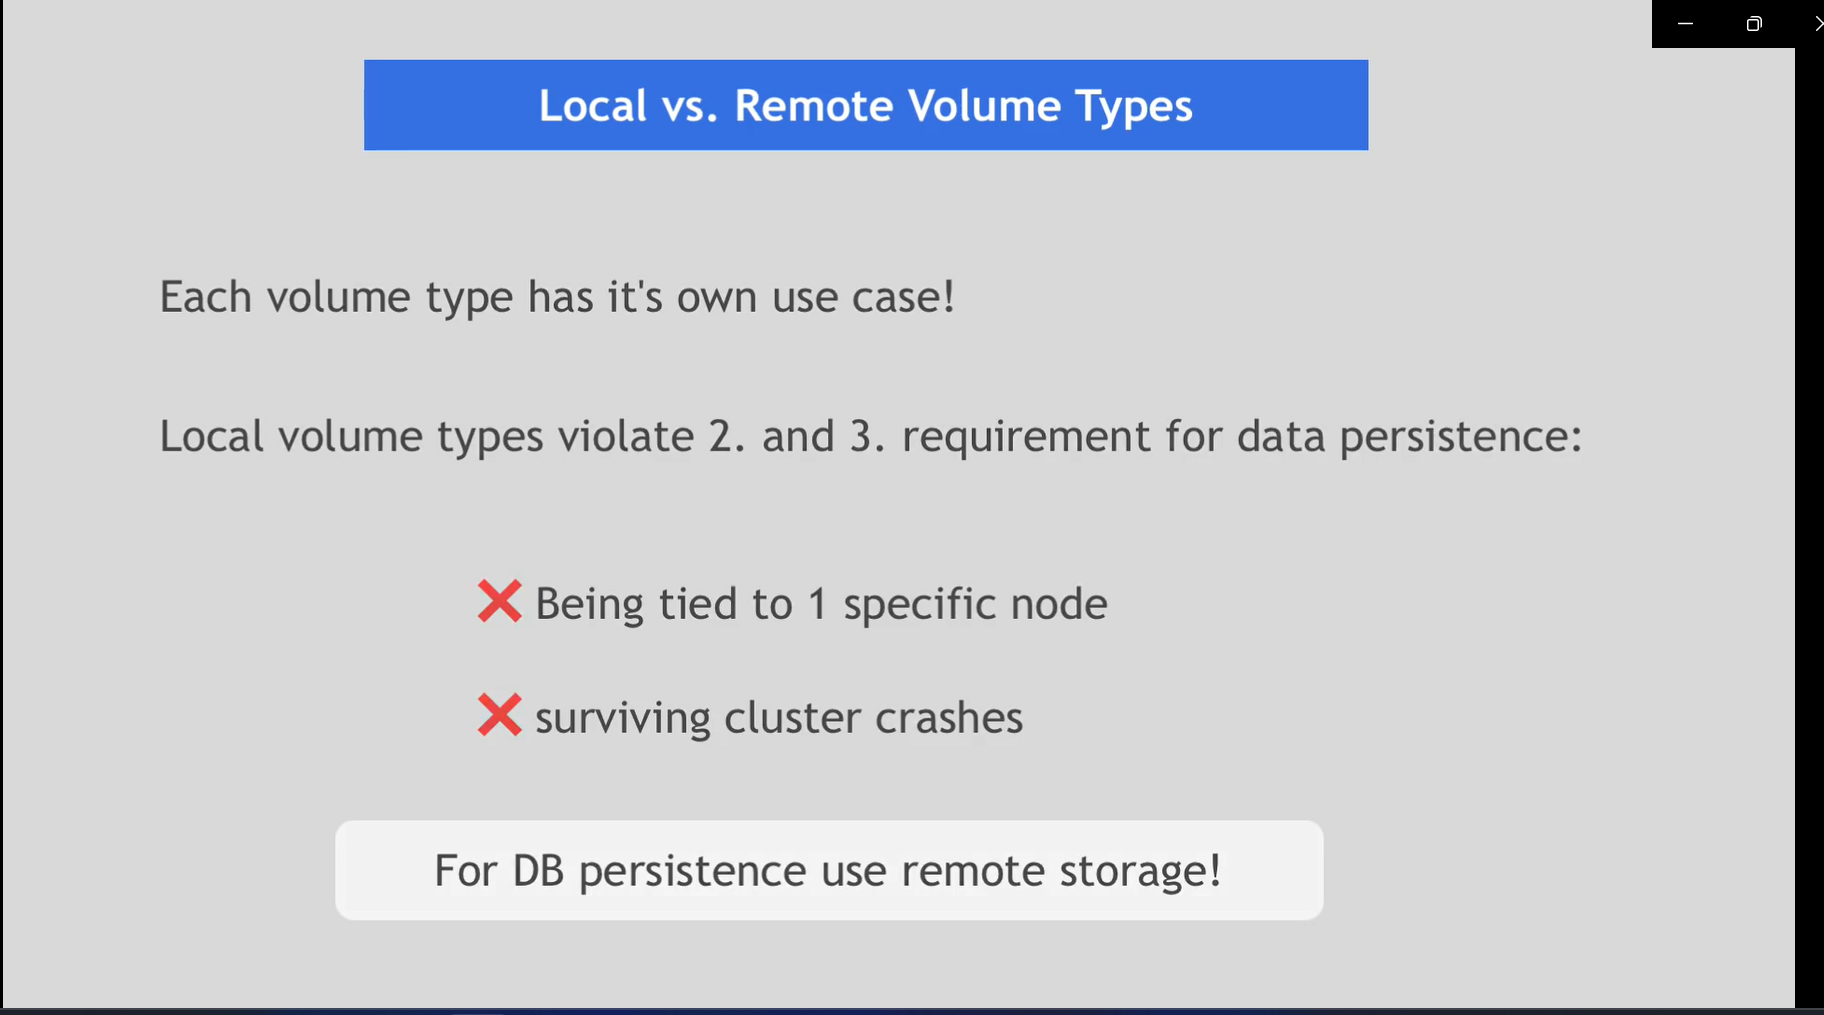 Local vs. Remote Volume Types
Each volume type has it's own use case!
Local volume types violate 2. and 3. requirement for data persistence:
❌ Being tied to 1 specific node
❌ surviving cluster crashes
For DB persistence use remote storage!